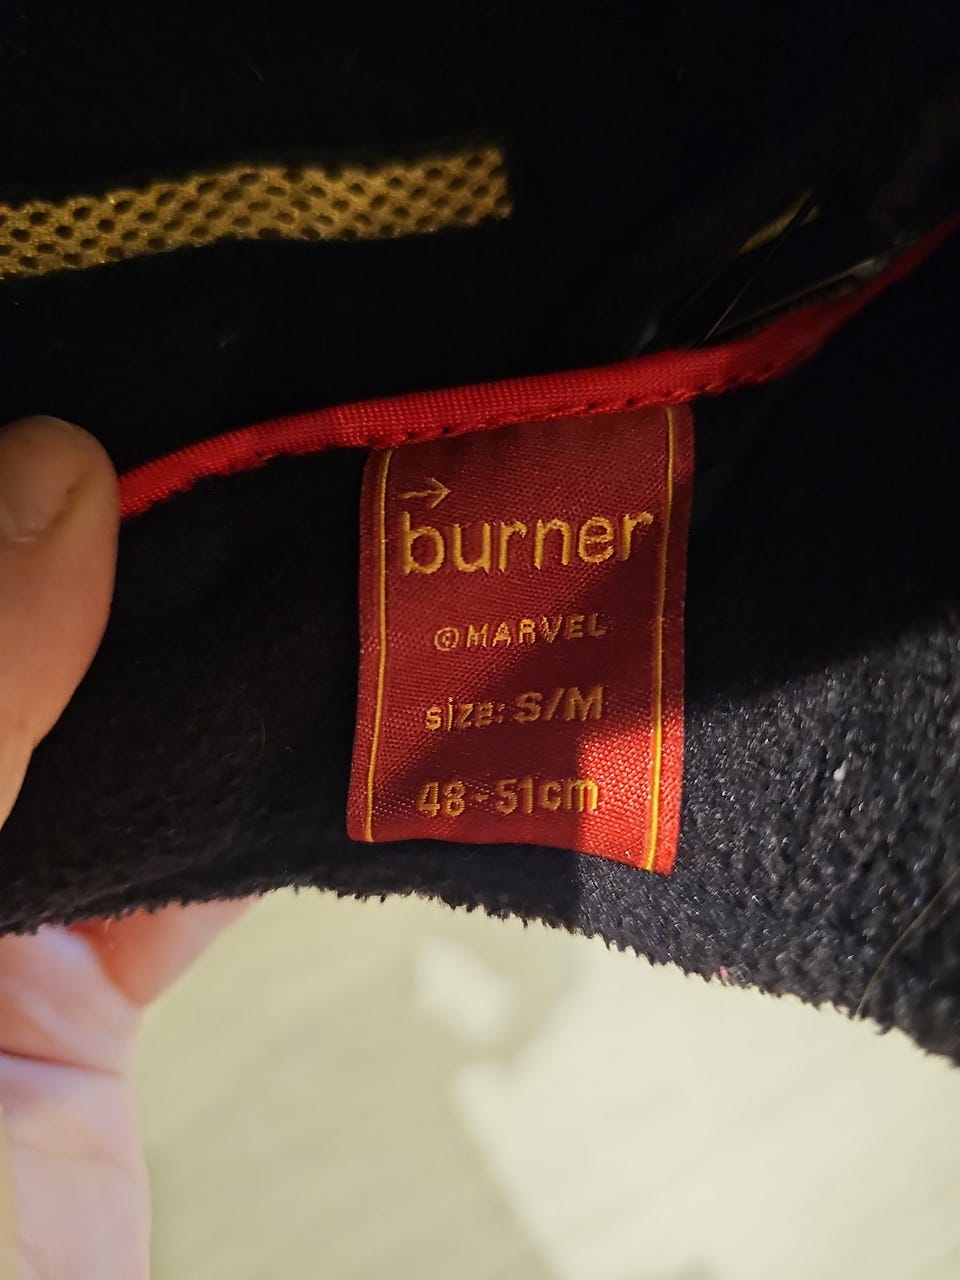 →
burner
©MARVEL
size: S/M
48-51cm